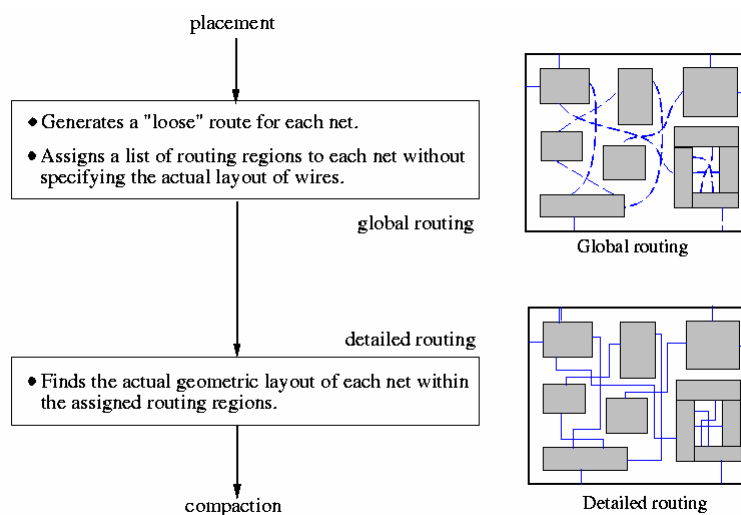 placement
• Generates a "loose" route for each net.
• Assigns a list of routing regions to each net without
specifying the actual layout of wires.
global routing
Global routing
detailed routing
• Finds the actual geometric layout of each net within
the assigned routing regions.
compaction
Detailed routing